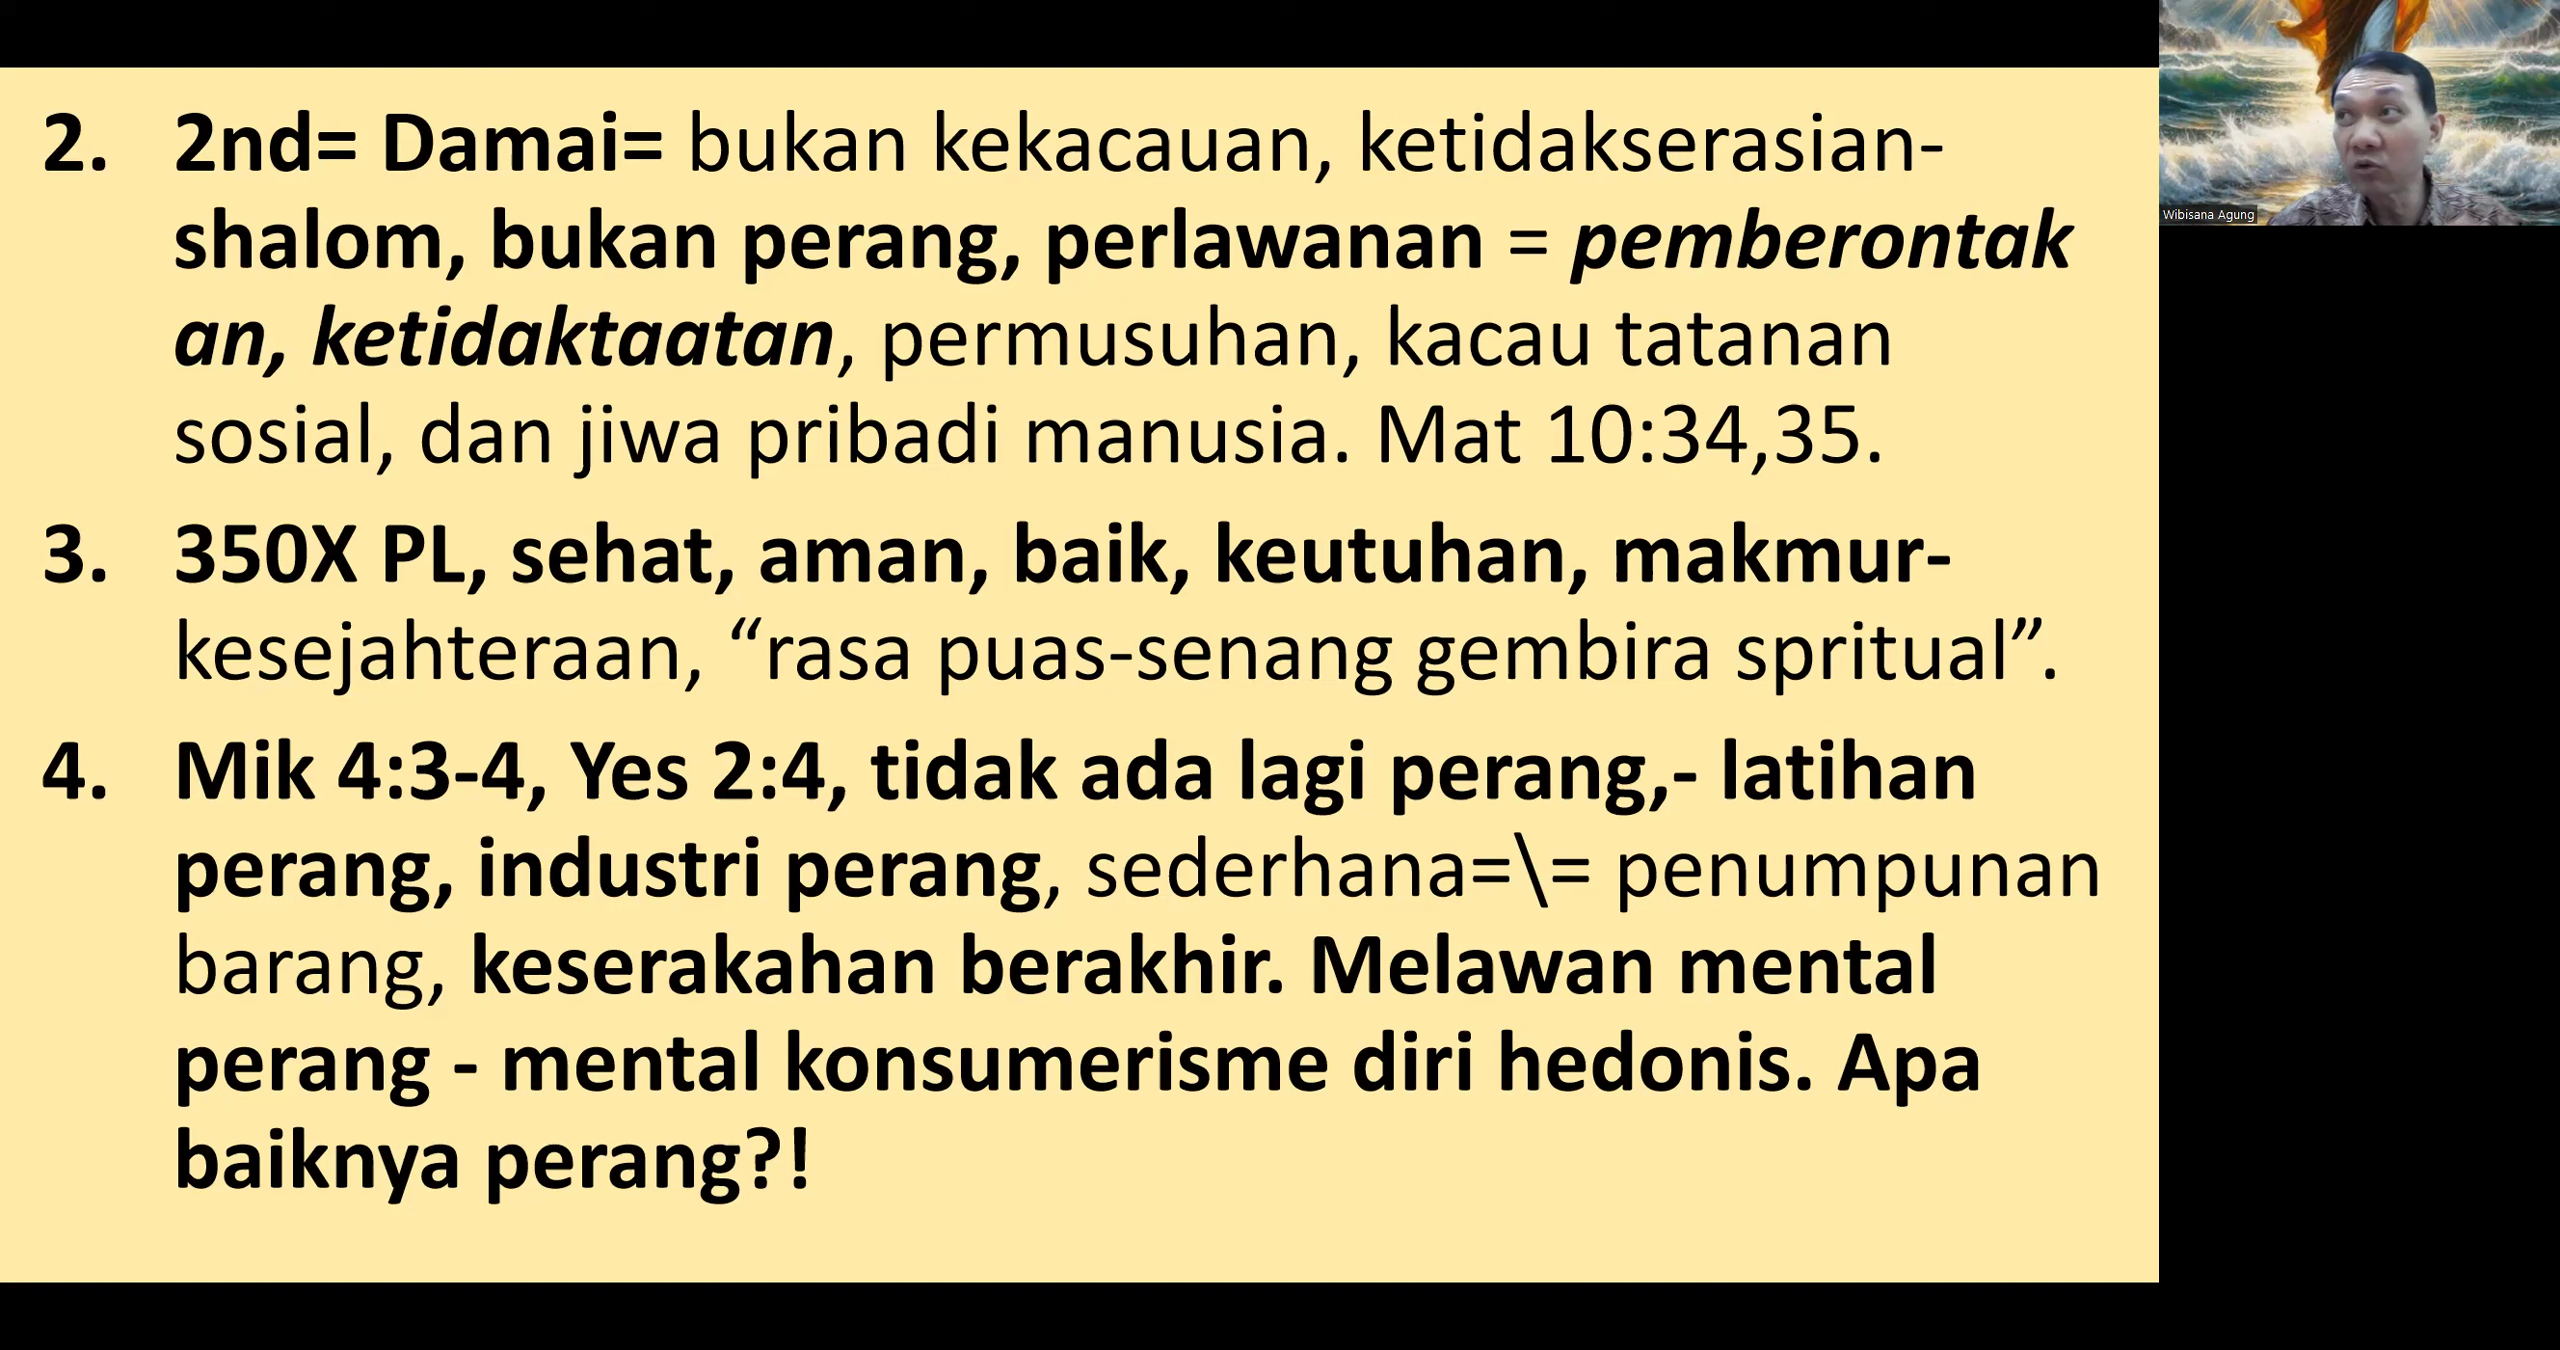 2. 2nd= Damai= bukan kekacauan, ketidakserasian-
shalom, bukan perang, perlawanan = pemberontak
an, ketidaktaatan, permusuhan, kacau tatanan
sosial, dan jiwa pribadi manusia. Mat 10:34,35.
3. 350X PL, sehat, aman, baik, keutuhan, makmur-
kesejahteraan, “rasa puas-senang gembira spritual”.
4. Mik 4:3-4, Yes 2:4, tidak ada lagi perang,- latihan
perang, industri perang, sederhana=\= penumpunan
barang, keserakahan berakhir. Melawan mental
perang - mental konsumerisme diri hedonis. Apa
baiknya perang?!
Wibisana Agung